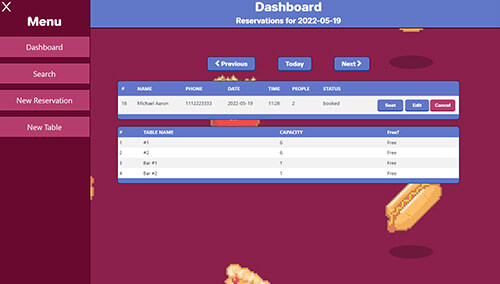 X
Menu
Dashboard
Search
New Reservation
New Table
Dashboard
Reservations for 2022-05-19
Previous Today Next
# NAME PHONE DATE TIME PEOPLE STATUS
16 Michael Aaron 1112223333 2022-05-19 11:28 2 booked Seat Edit Cancel
# TABLE NAME CAPACITY Free?
1 #1 6 Free
2 #2 6 Free
3 Bar #1 1 Free
4 Bar #2 1 Free